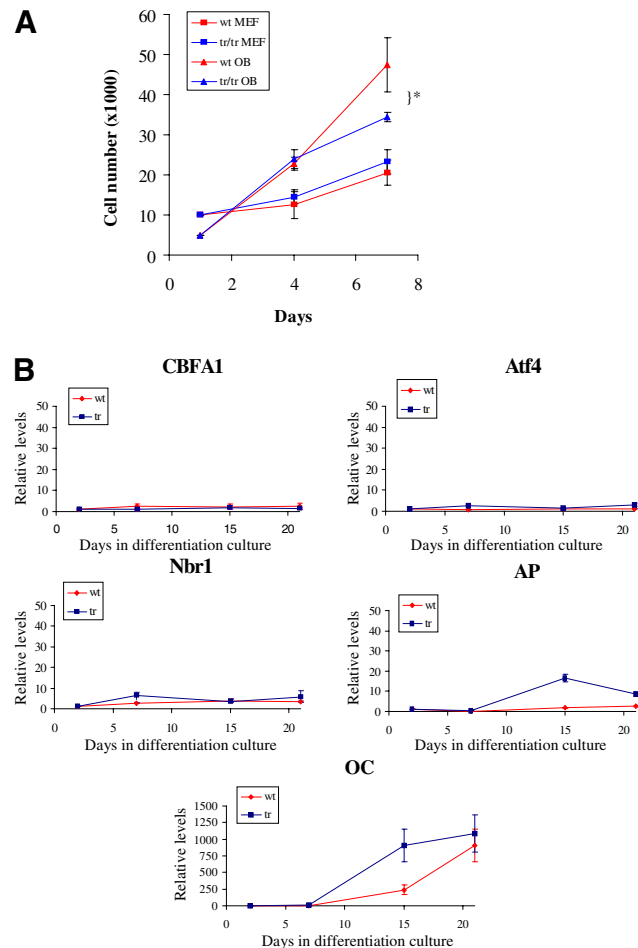 A
wt MEF
tr/tr MEF
wt OB
tr/tr OB
60
50
40
30
20
10
0
}*
Cell number (x1000)
0 2 4 6 8
Days
B
CBFA1
wt
tr
50
40
30
20
10
0
Relative levels
0 5 10 15 20
Days in differentiation culture
Atf4
wt
tr
50
40
30
20
10
0
Relative levels
0 5 10 15 20
Days in differentiation culture
Nbr1
wt
tr
50
40
30
20
10
0
Relative levels
0 5 10 15 20
Days in differentiation culture
AP
wt
tr
50
40
30
20
10
0
Relative levels
0 5 10 15 20
Days in differentiation culture
OC
wt
tr
1500
1250
1000
750
500
250
0
Relative levels
0 5 10 15 20
Days in differentiation culture